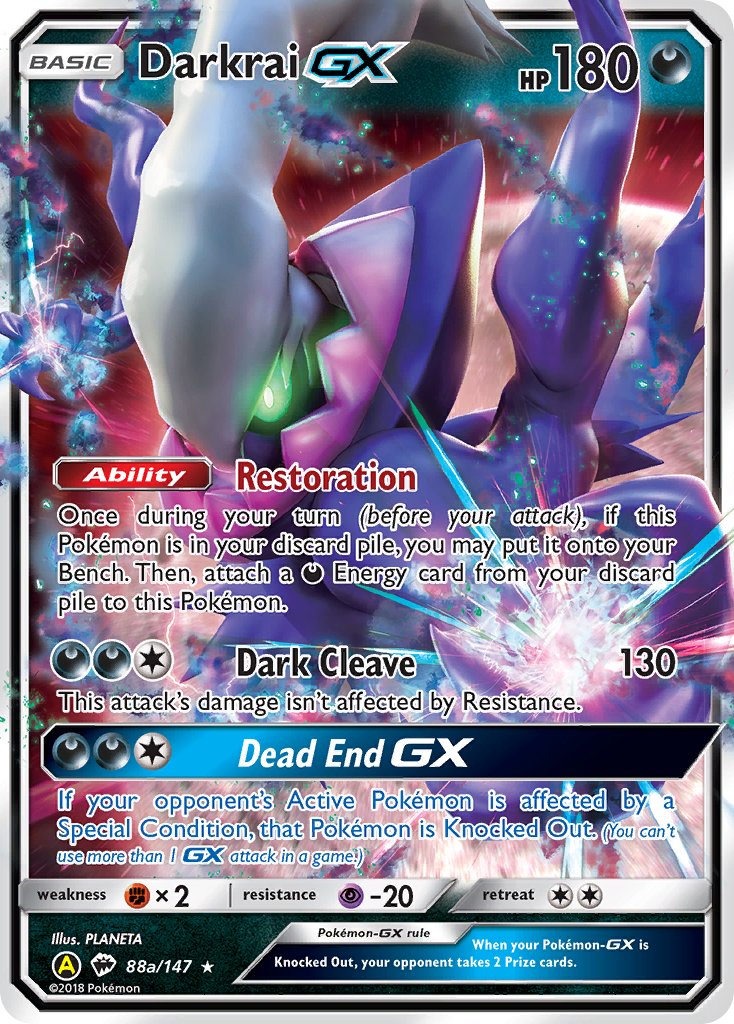 BASIC Darkrai GX HP 180
Ability Restoration
Once during your turn (before your attack), if this
Pokémon is in your discard pile, you may put it onto your
Bench. Then, attach a Energy card from your discard
pile to this Pokémon.
Dark Cleave 130
This attack's damage isn't affected by Resistance.
Dead End GX
If your opponent's Active Pokémon is affected by a
Special Condition, that Pokémon is Knocked Out. (You can't
use more than 1 GX attack in a game.)
weakness × 2 resistance -20 retreat
Illus. PLANETA
Pokémon-GX rule
When your Pokémon-GX is
Knocked Out, your opponent takes 2 Prize cards.
A 88a/147
©2018 Pokémon